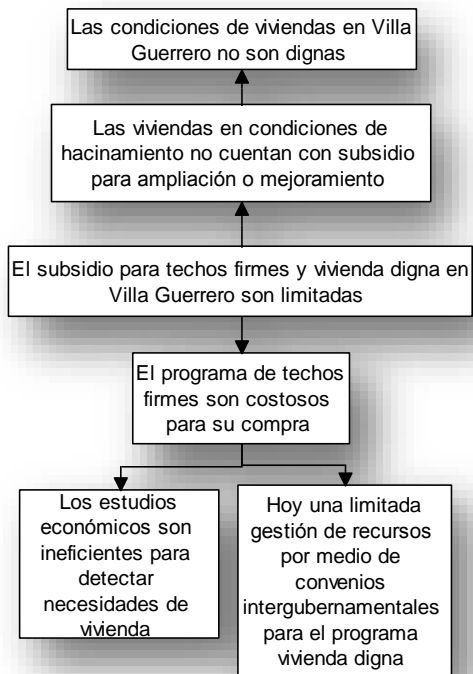 Las condiciones de viviendas en Villa
Guerrero no son dignas
Las viviendas en condiciones de
hacinamiento no cuentan con subsidio
para ampliación o mejoramiento
El subsidio para techos firmes y vivienda digna en
Villa Guerrero son limitadas
El programa de techos
firmes son costosos
para su compra
Los estudios
económicos son
ineficientes para
detectar
necesidades de
vivienda
Hoy una limitada
gestión de recursos
por medio de
convenios
intergubernamentales
para el programa
vivienda digna